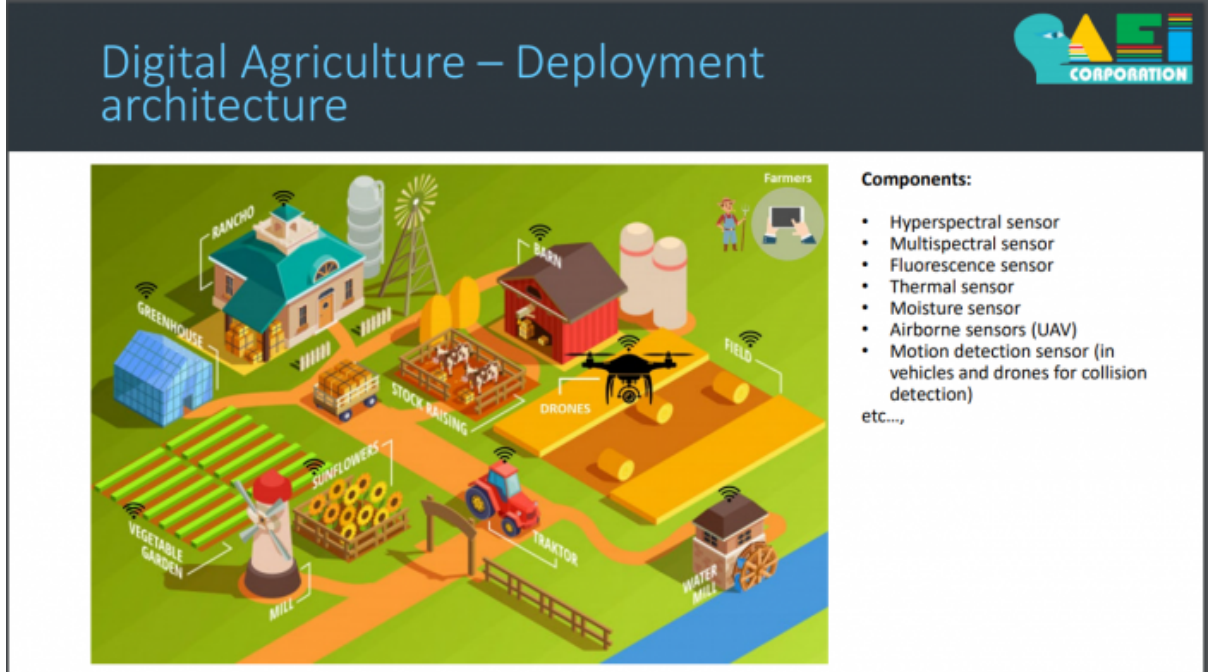 Digital Agriculture – Deployment
architecture
ASI
CORPORATION
Farmers
RANCHO
BARN
GREENHOUSE
FIELD
STOCK RAISING
DRONES
SUNFLOWERS
VEGETABLE
GARDEN
TRAKTOR
WATER
MILL
MILL
Components:
• Hyperspectral sensor
• Multispectral sensor
• Fluorescence sensor
• Thermal sensor
• Moisture sensor
• Airborne sensors (UAV)
• Motion detection sensor (in
vehicles and drones for collision
detection)
etc...,